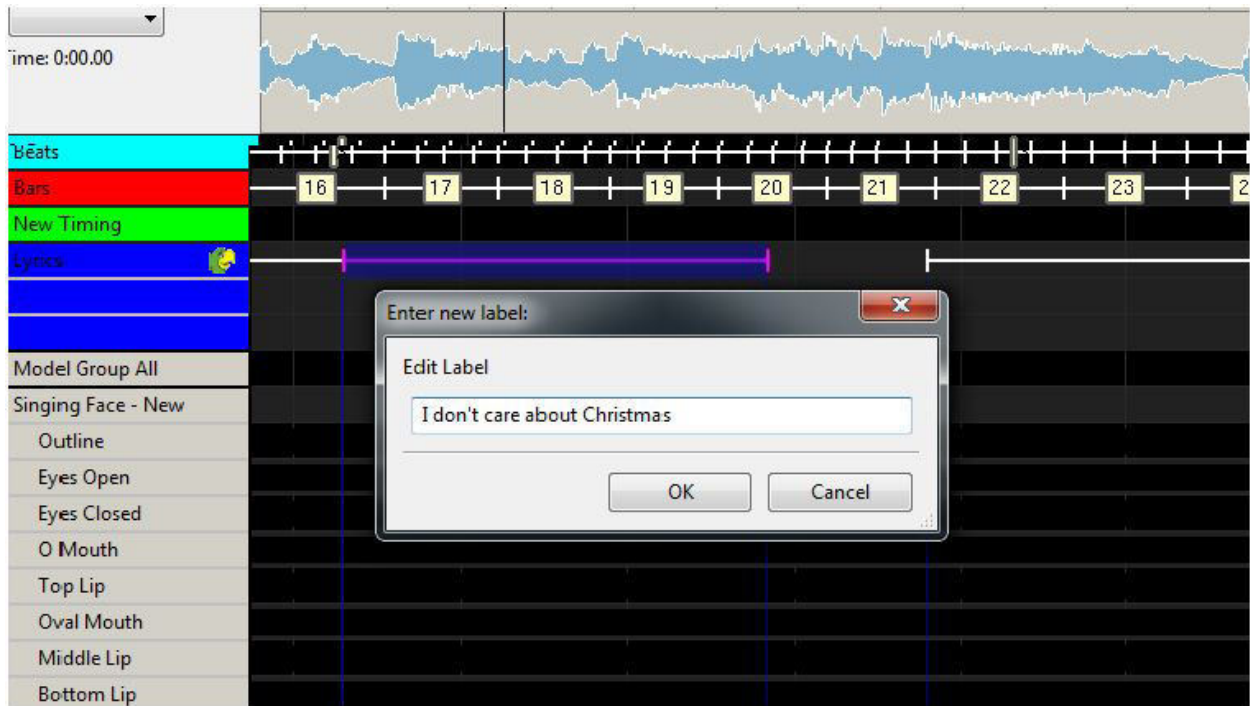 ime: 0:00.00
Beats
Bars
16 17 18 19 20 21 22 23 2
New Timing
Lyrics
Enter new label:
Edit Label
I don't care about Christmas
OK Cancel
Model Group All
Singing Face - New
Outline
Eyes Open
Eyes Closed
O Mouth
Top Lip
Oval Mouth
Middle Lip
Bottom Lip